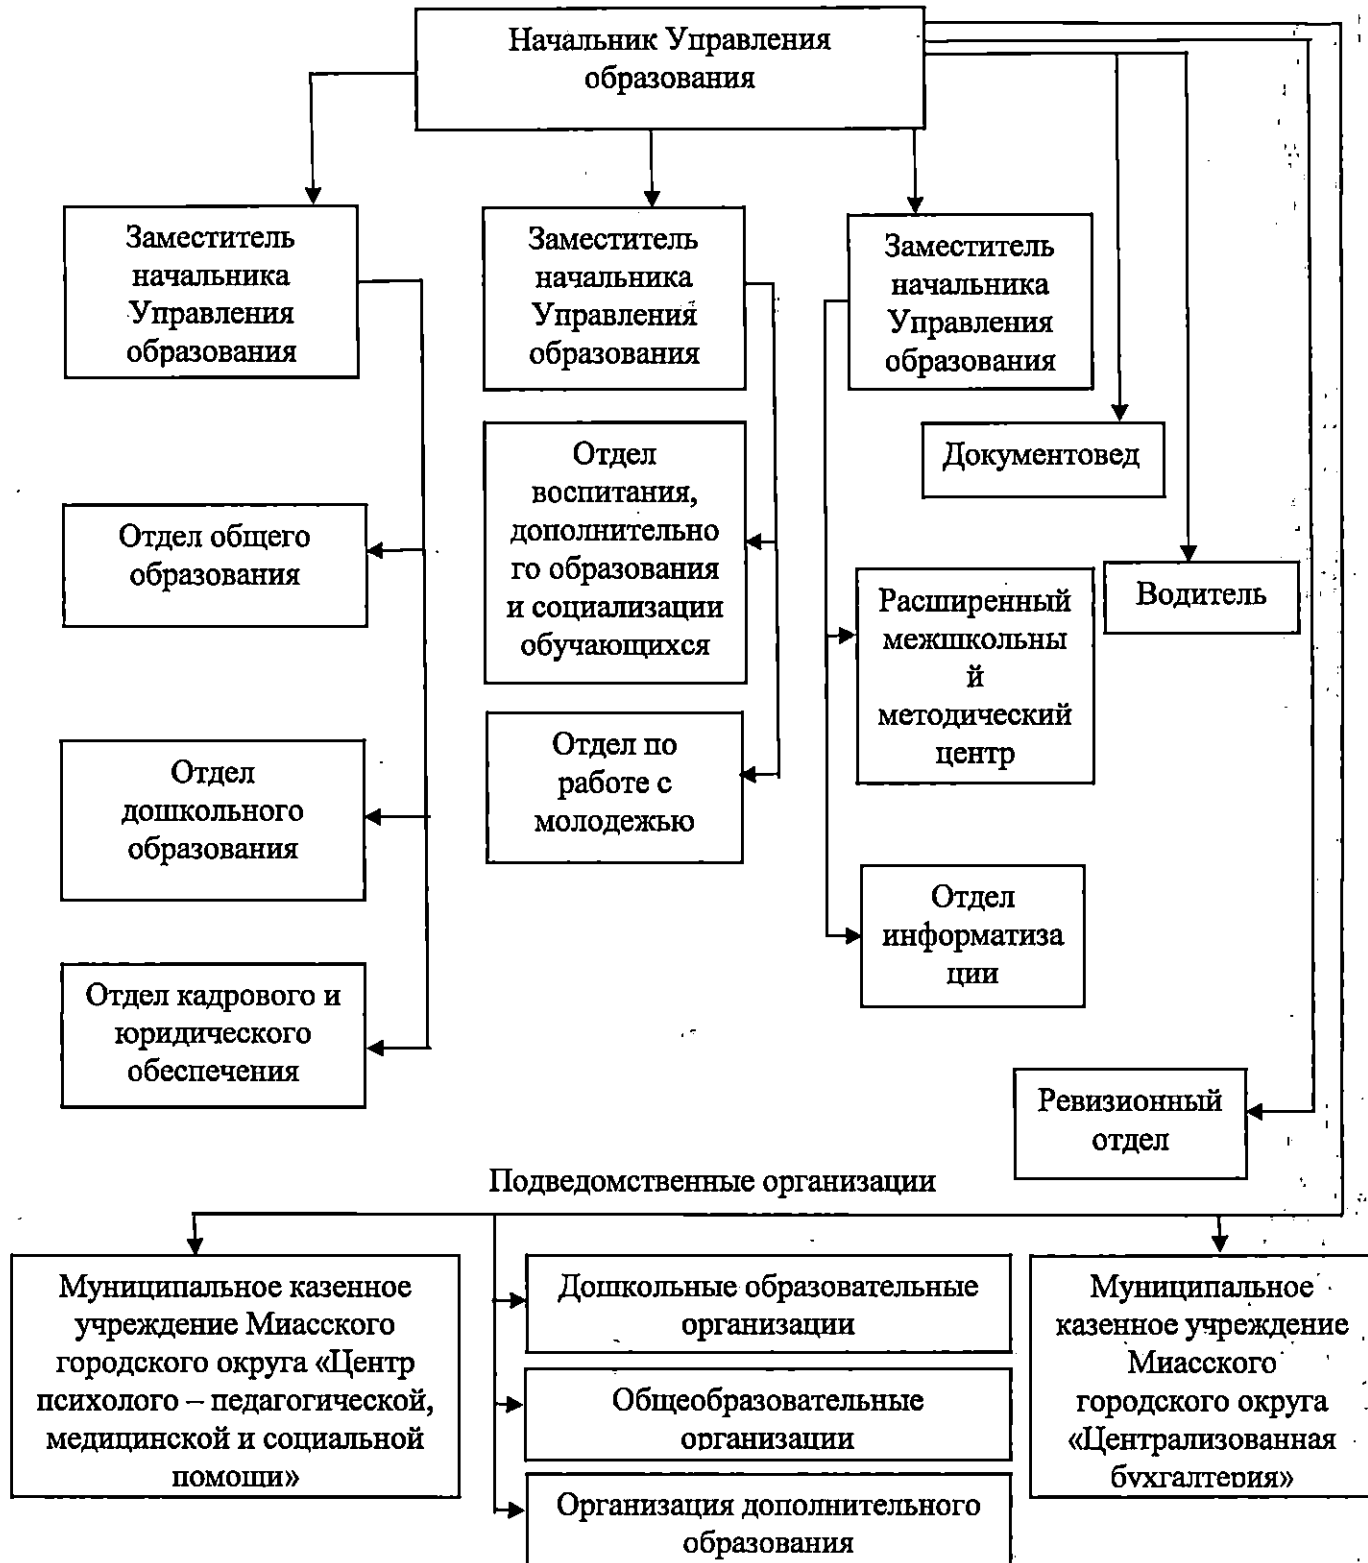 Начальник Управления
образования
Заместитель
начальника
Управления
образования
Заместитель
начальника
Управления
образования
Заместитель
начальника
Управления
образования
Документовед
Водитель
Отдел общего
образования
Отдел
воспитания,
дополнительно
го образования
и социализации
обучающихся
Расширенный
межшкольны
й
методический
центр
Отдел
дошкольного
образования
Отдел по
работе с
молодежью
Отдел
информатиза
ции
Отдел кадрового и
юридического
обеспечения
Ревизионный
отдел
Подведомственные организации
Муниципальное казенное
учреждение Миасского
городского округа «Центр
психолого – педагогической,
медицинской и социальной
помощи»
Дошкольные образовательные
организации
Общеобразовательные
организации
Организация дополнительного
образования
Муниципальное
казенное учреждение
Миасского
городского округа
«Централизованная
бухгалтерия»